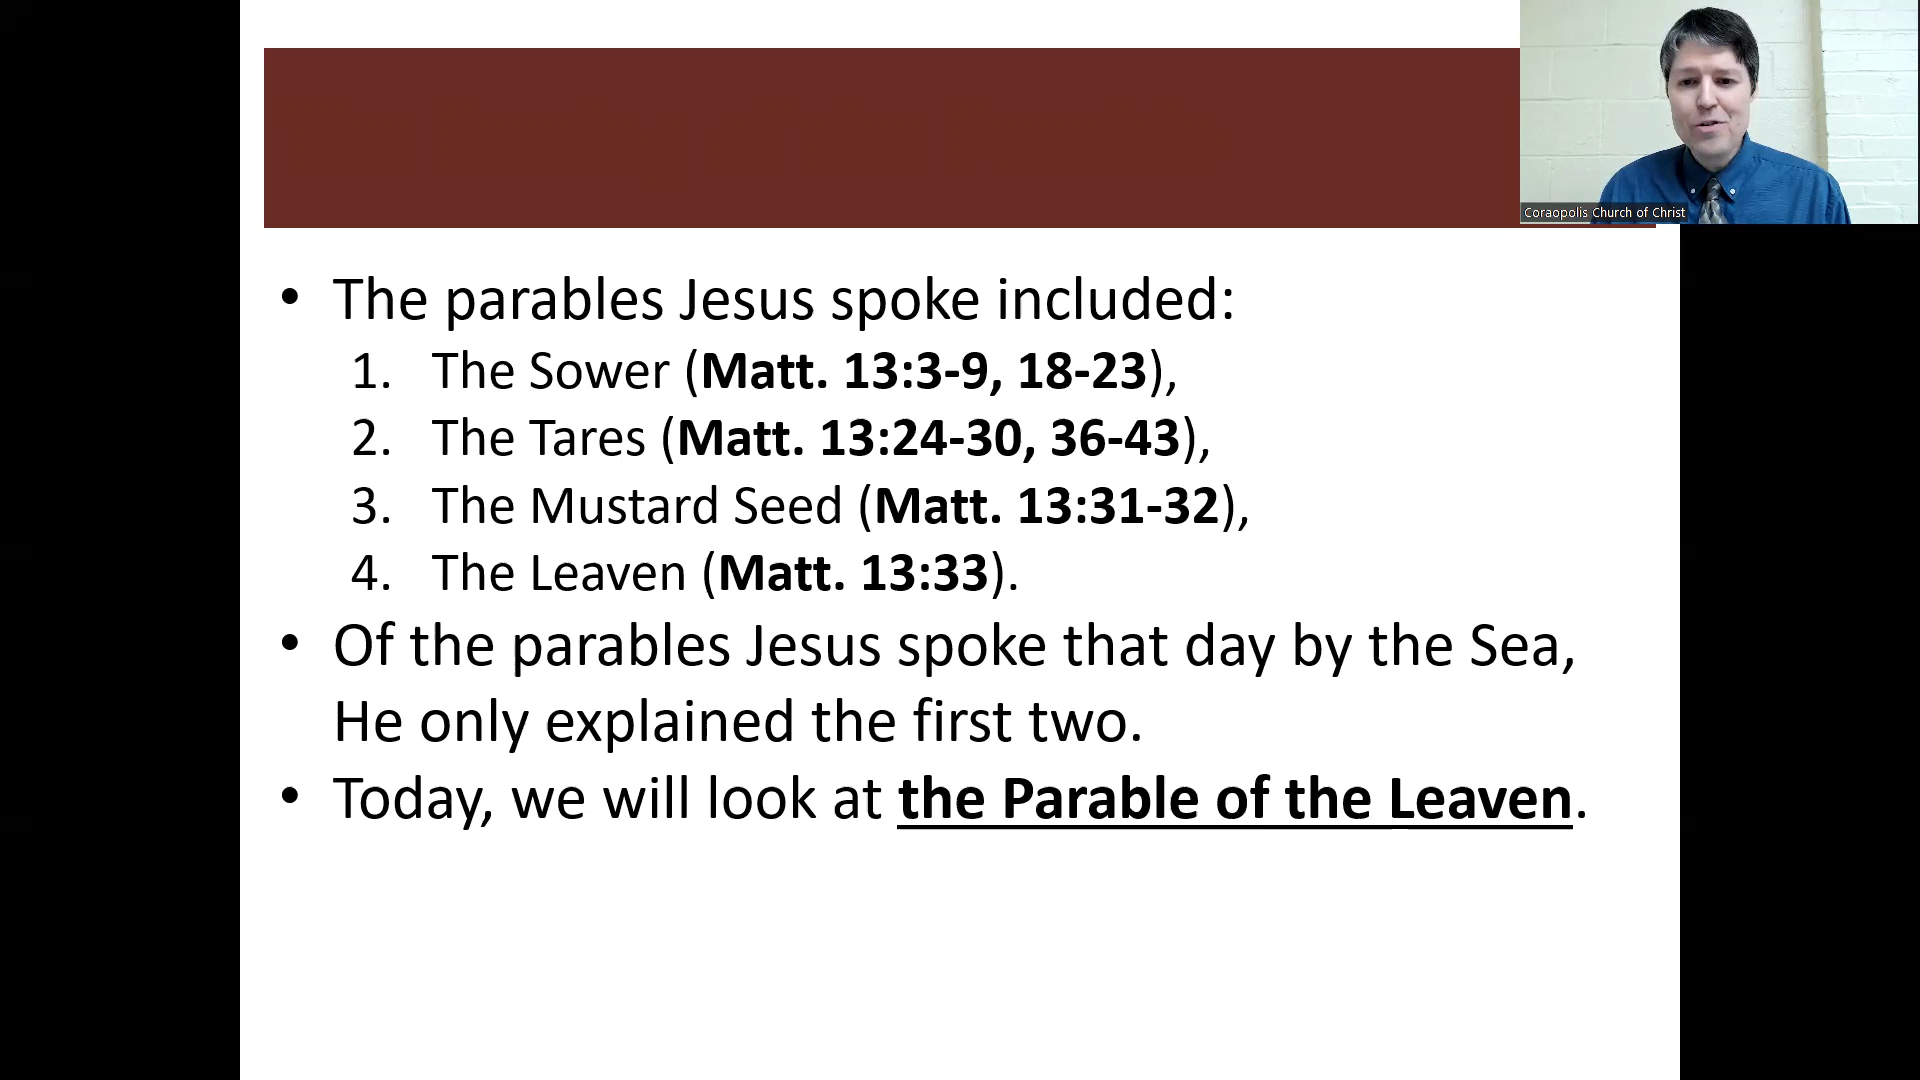 Coraopolis Church of Christ
• The parables Jesus spoke included:
1. The Sower (Matt. 13:3-9, 18-23),
2. The Tares (Matt. 13:24-30, 36-43),
3. The Mustard Seed (Matt. 13:31-32),
4. The Leaven (Matt. 13:33).
• Of the parables Jesus spoke that day by the Sea,
He only explained the first two.
• Today, we will look at the Parable of the Leaven.